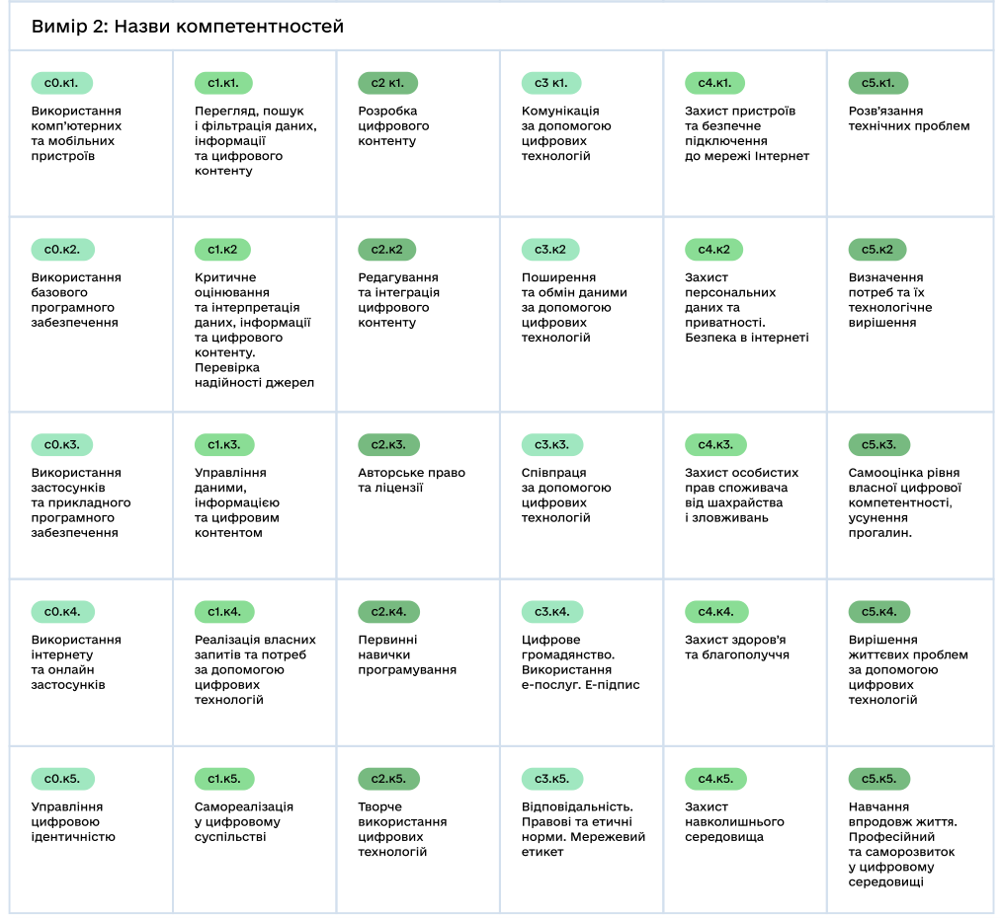 Вимір 2: Назви компетентностей
с0.к1.
Використання
комп'ютерних
та мобільних
пристроїв
с1.к1.
Перегляд, пошук
і фільтрація даних,
інформації
та цифрового
контенту
с2 к1.
Розробка
цифрового
контенту
с3 к1.
Комунікація
за допомогою
цифрових
технологій
с4.к1.
Захист пристроїв
та безпечне
підключення
до мережі Інтернет
с5.к1.
Розв'язання
технічних проблем
с0.к2.
Використання
базового
програмного
забезпечення
с1.к2
Критичне
оцінювання
та інтерпретація
даних, інформації
та цифрового
контенту.
Перевірка
надійності джерел
с2.к2
Редагування
та інтеграція
цифрового
контенту
с3.к2
Поширення
та обмін даними
за допомогою
цифрових
технологій
с4.к2
Захист
персональних
даних та
приватності.
Безпека в інтернеті
с5.к2
Визначення
потреб та їх
технологічне
вирішення
с0.к3.
Використання
застосунків
та прикладного
програмного
забезпечення
с1.к3.
Управління
даними,
інформацією
та цифровим
контентом
с2.к3.
Авторське право
та ліцензії
с3.к3.
Співпраця
за допомогою
цифрових
технологій
с4.к3.
Захист особистих
прав споживача
від шахрайства
і зловживань
с5.к3.
Самооцінка рівня
власної цифрової
компетентності,
усунення
прогалин.
с0.к4.
Використання
інтернету
та онлайн
застосунків
с1.к4.
Реалізація власних
запитів та потреб
за допомогою
цифрових
технологій
с2.к4.
Первинні
навички
програмування
с3.к4.
Цифрове
громадянство.
Використання
е-послуг. Е-підпис
с4.к4.
Захист здоров'я
та благополуччя
с5.к4.
Вирішення
життєвих проблем
за допомогою
цифрових
технологій
с0.к5.
Управління
цифровою
ідентичністю
с1.к5.
Самореалізація
у цифровому
суспільстві
с2.к5.
Творче
використання
цифрових
технологій
с3.к5.
Відповідальність.
Правові та етичні
норми. Мережевий
етикет
с4.к5.
Захист
навколишнього
середовища
с5.к5.
Навчання
впродовж життя.
Професійний
та саморозвиток
у цифровому
середовищі